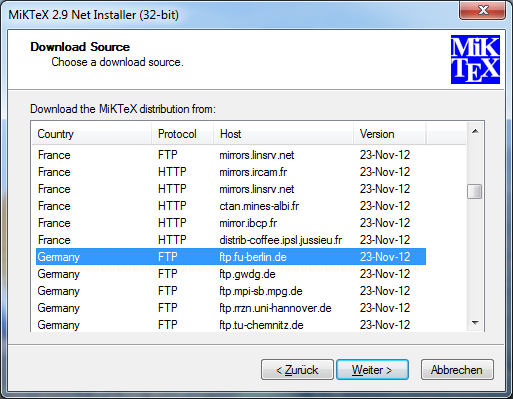 MiKTeX 2.9 Net Installer (32-bit)
Download Source
Choose a download source.
MiK
TEX
Download the MiKTeX distribution from:
Country Protocol Host Version
France FTP mirrors.linsrv.net 23-Nov-12
France HTTP mirrors.ircam.fr 23-Nov-12
France HTTP mirrors.linsrv.net 23-Nov-12
France HTTP ctan.mines-albi.fr 23-Nov-12
France HTTP mirror.ibcp.fr 23-Nov-12
France HTTP distrib-coffee.ipsl.jussieu.fr 23-Nov-12
Germany FTP ftp.fu-berlin.de 23-Nov-12
Germany FTP ftp.gwdg.de 23-Nov-12
Germany FTP ftp.mpi-sb.mpg.de 23-Nov-12
Germany FTP ftp.rrzn.uni-hannover.de 23-Nov-12
Germany FTP ftp.tu-chemnitz.de 23-Nov-12
< Zurück Weiter > Abbrechen